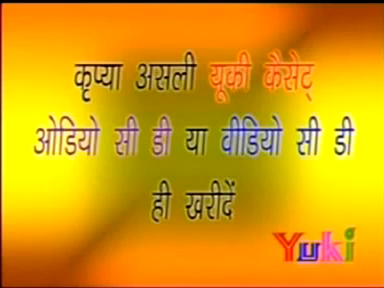 कृप्या असली यूकी कैसेट्
ओडियो सी डी या वीडियो सी डी
ही खरीदें
Yuki